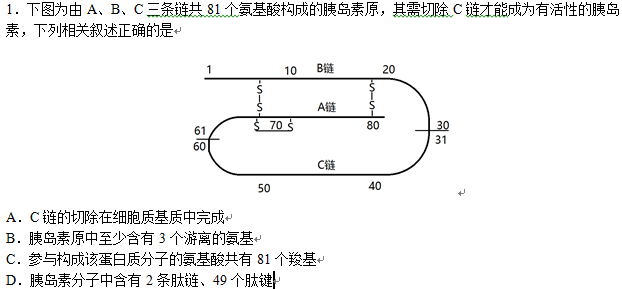 1．下图为由 A、B、C 三条链共 81 个氨基酸构成的胰岛素原，其需切除 C 链才能成为有活性的胰岛
素，下列相关叙述正确的是
1 10 B链 20
S S
S A链 S
S 70 S 80
61 30
60 31
C链
50 40
A．C 链的切除在细胞质基质中完成
B．胰岛素原中至少含有 3 个游离的氨基
C．参与构成该蛋白质分子的氨基酸共有 81 个羧基
D．胰岛素分子中含有 2 条肽链、49 个肽键